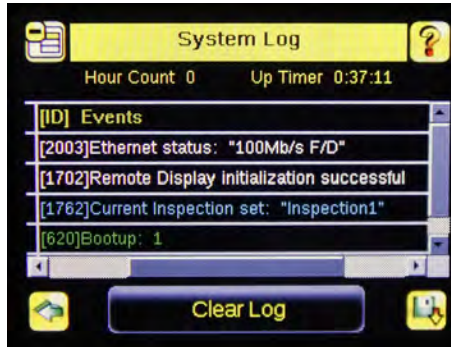 System Log
?
Hour Count 0 Up Timer 0:37:11
[ID] Events
[2003]Ethernet status: "100Mb/s F/D"
[1702]Remote Display initialization successful
[1762]Current Inspection set: "Inspection1"
[620]Bootup: 1
Clear Log